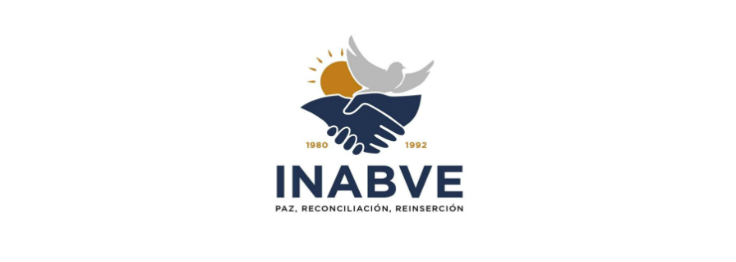 1980 1992
INABVE
PAZ, RECONCILIACIÓN, REINSERCIÓN